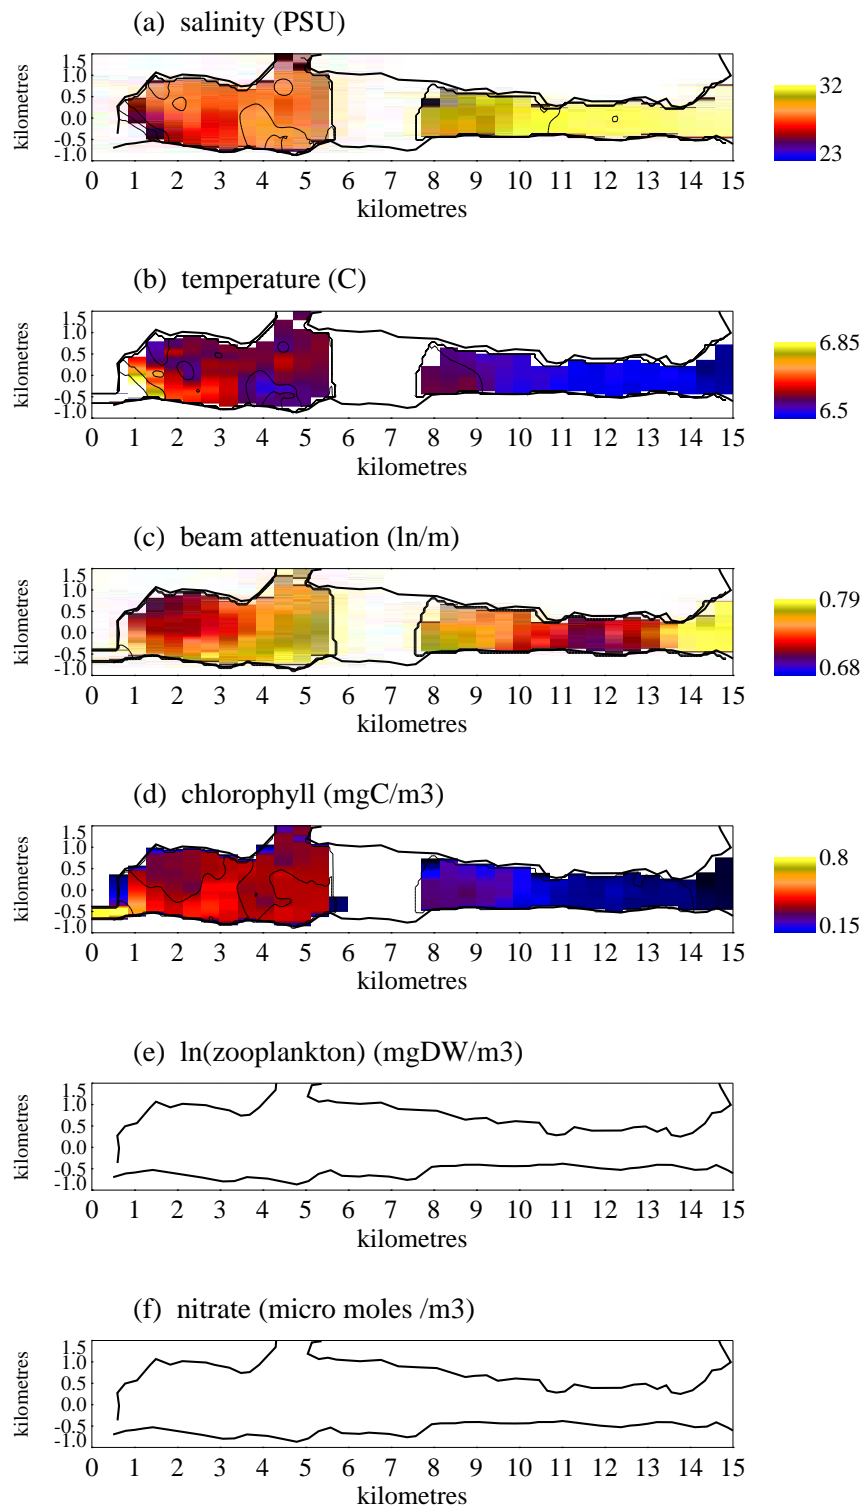 (a) salinity (PSU)
kilometres
1.5
1.0
0.5
0.0
-0.5
-1.0
0 1 2 3 4 5 6 7 8 9 10 11 12 13 14 15
kilometres
32
23
(b) temperature (C)
kilometres
1.5
1.0
0.5
0.0
-0.5
-1.0
0 1 2 3 4 5 6 7 8 9 10 11 12 13 14 15
kilometres
6.85
6.5
(c) beam attenuation (ln/m)
kilometres
1.5
1.0
0.5
0.0
-0.5
-1.0
0 1 2 3 4 5 6 7 8 9 10 11 12 13 14 15
kilometres
0.79
0.68
(d) chlorophyll (mgC/m3)
kilometres
1.5
1.0
0.5
0.0
-0.5
-1.0
0 1 2 3 4 5 6 7 8 9 10 11 12 13 14 15
kilometres
0.8
0.15
(e) ln(zooplankton) (mgDW/m3)
kilometres
1.5
1.0
0.5
0.0
-0.5
-1.0
0 1 2 3 4 5 6 7 8 9 10 11 12 13 14 15
kilometres
(f) nitrate (micro moles /m3)
kilometres
1.5
1.0
0.5
0.0
-0.5
-1.0
0 1 2 3 4 5 6 7 8 9 10 11 12 13 14 15
kilometres